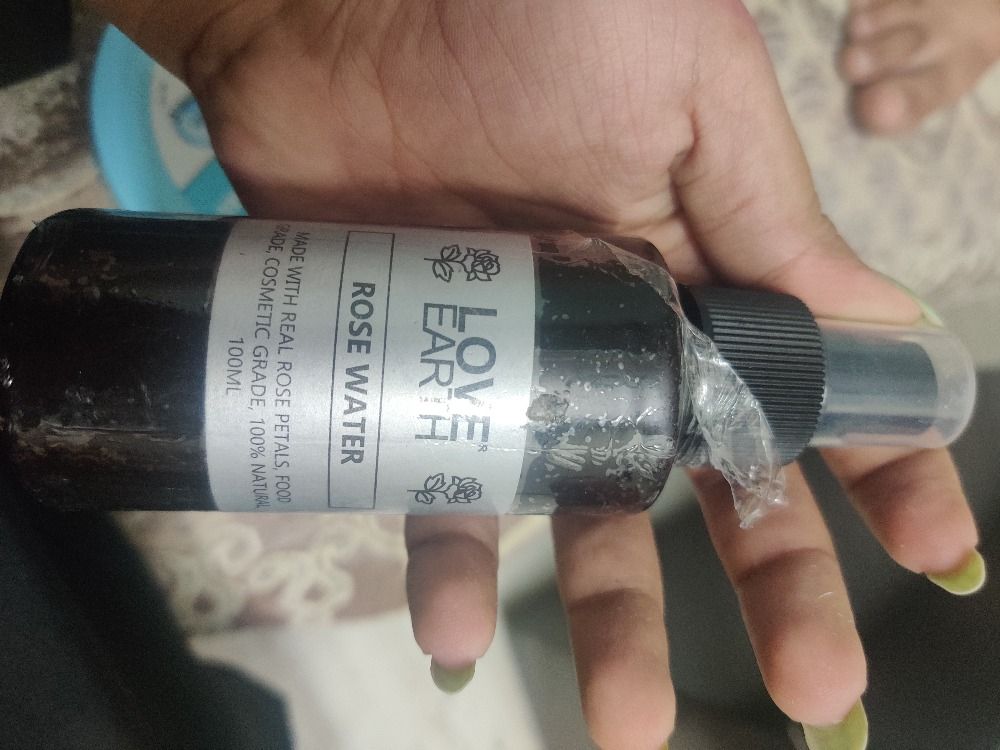 LOVE
EARTH
ROSE WATER
MADE WITH REAL ROSE PETALS, FOOD
GRADE, COSMETIC GRADE, 100% NATURAL
100ML